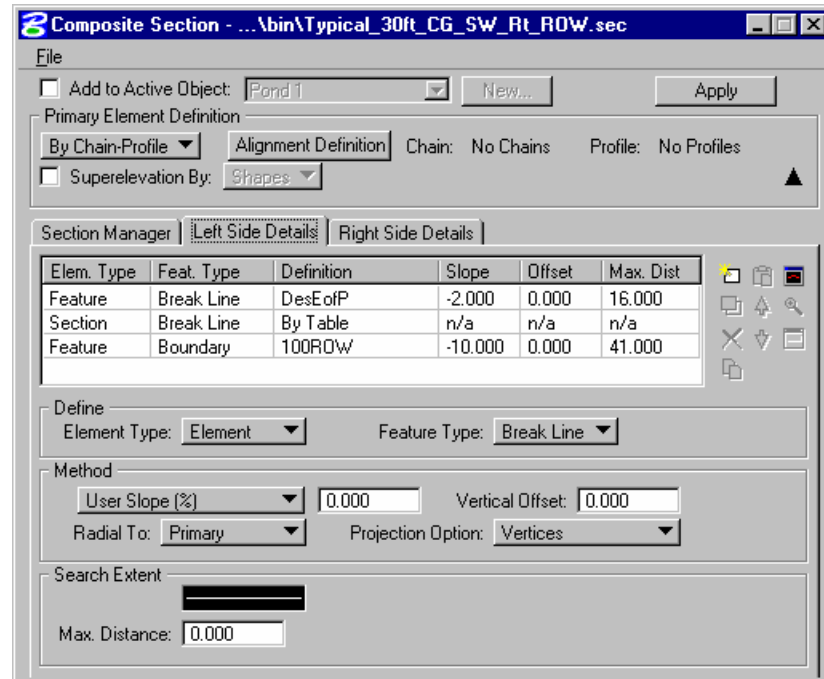 Composite Section - ...\bin\Typical_30ft_CG_SW_Rt_ROW.sec
File
Add to Active Object: Pond 1 New... Apply
Primary Element Definition
By Chain-Profile Alignment Definition Chain: No Chains Profile: No Profiles
Superelevation By: Shapes
Section Manager Left Side Details Right Side Details
Elem. Type Feat. Type Definition Slope Offset Max. Dist
Feature Break Line DesEofP -2.000 0.000 16.000
Section Break Line By Table n/a n/a n/a
Feature Boundary 100ROW -10.000 0.000 41.000
Define
Element Type: Element Feature Type: Break Line
Method
User Slope (%) 0.000 Vertical Offset: 0.000
Radial To: Primary Projection Option: Vertices
Search Extent
Max. Distance: 0.000